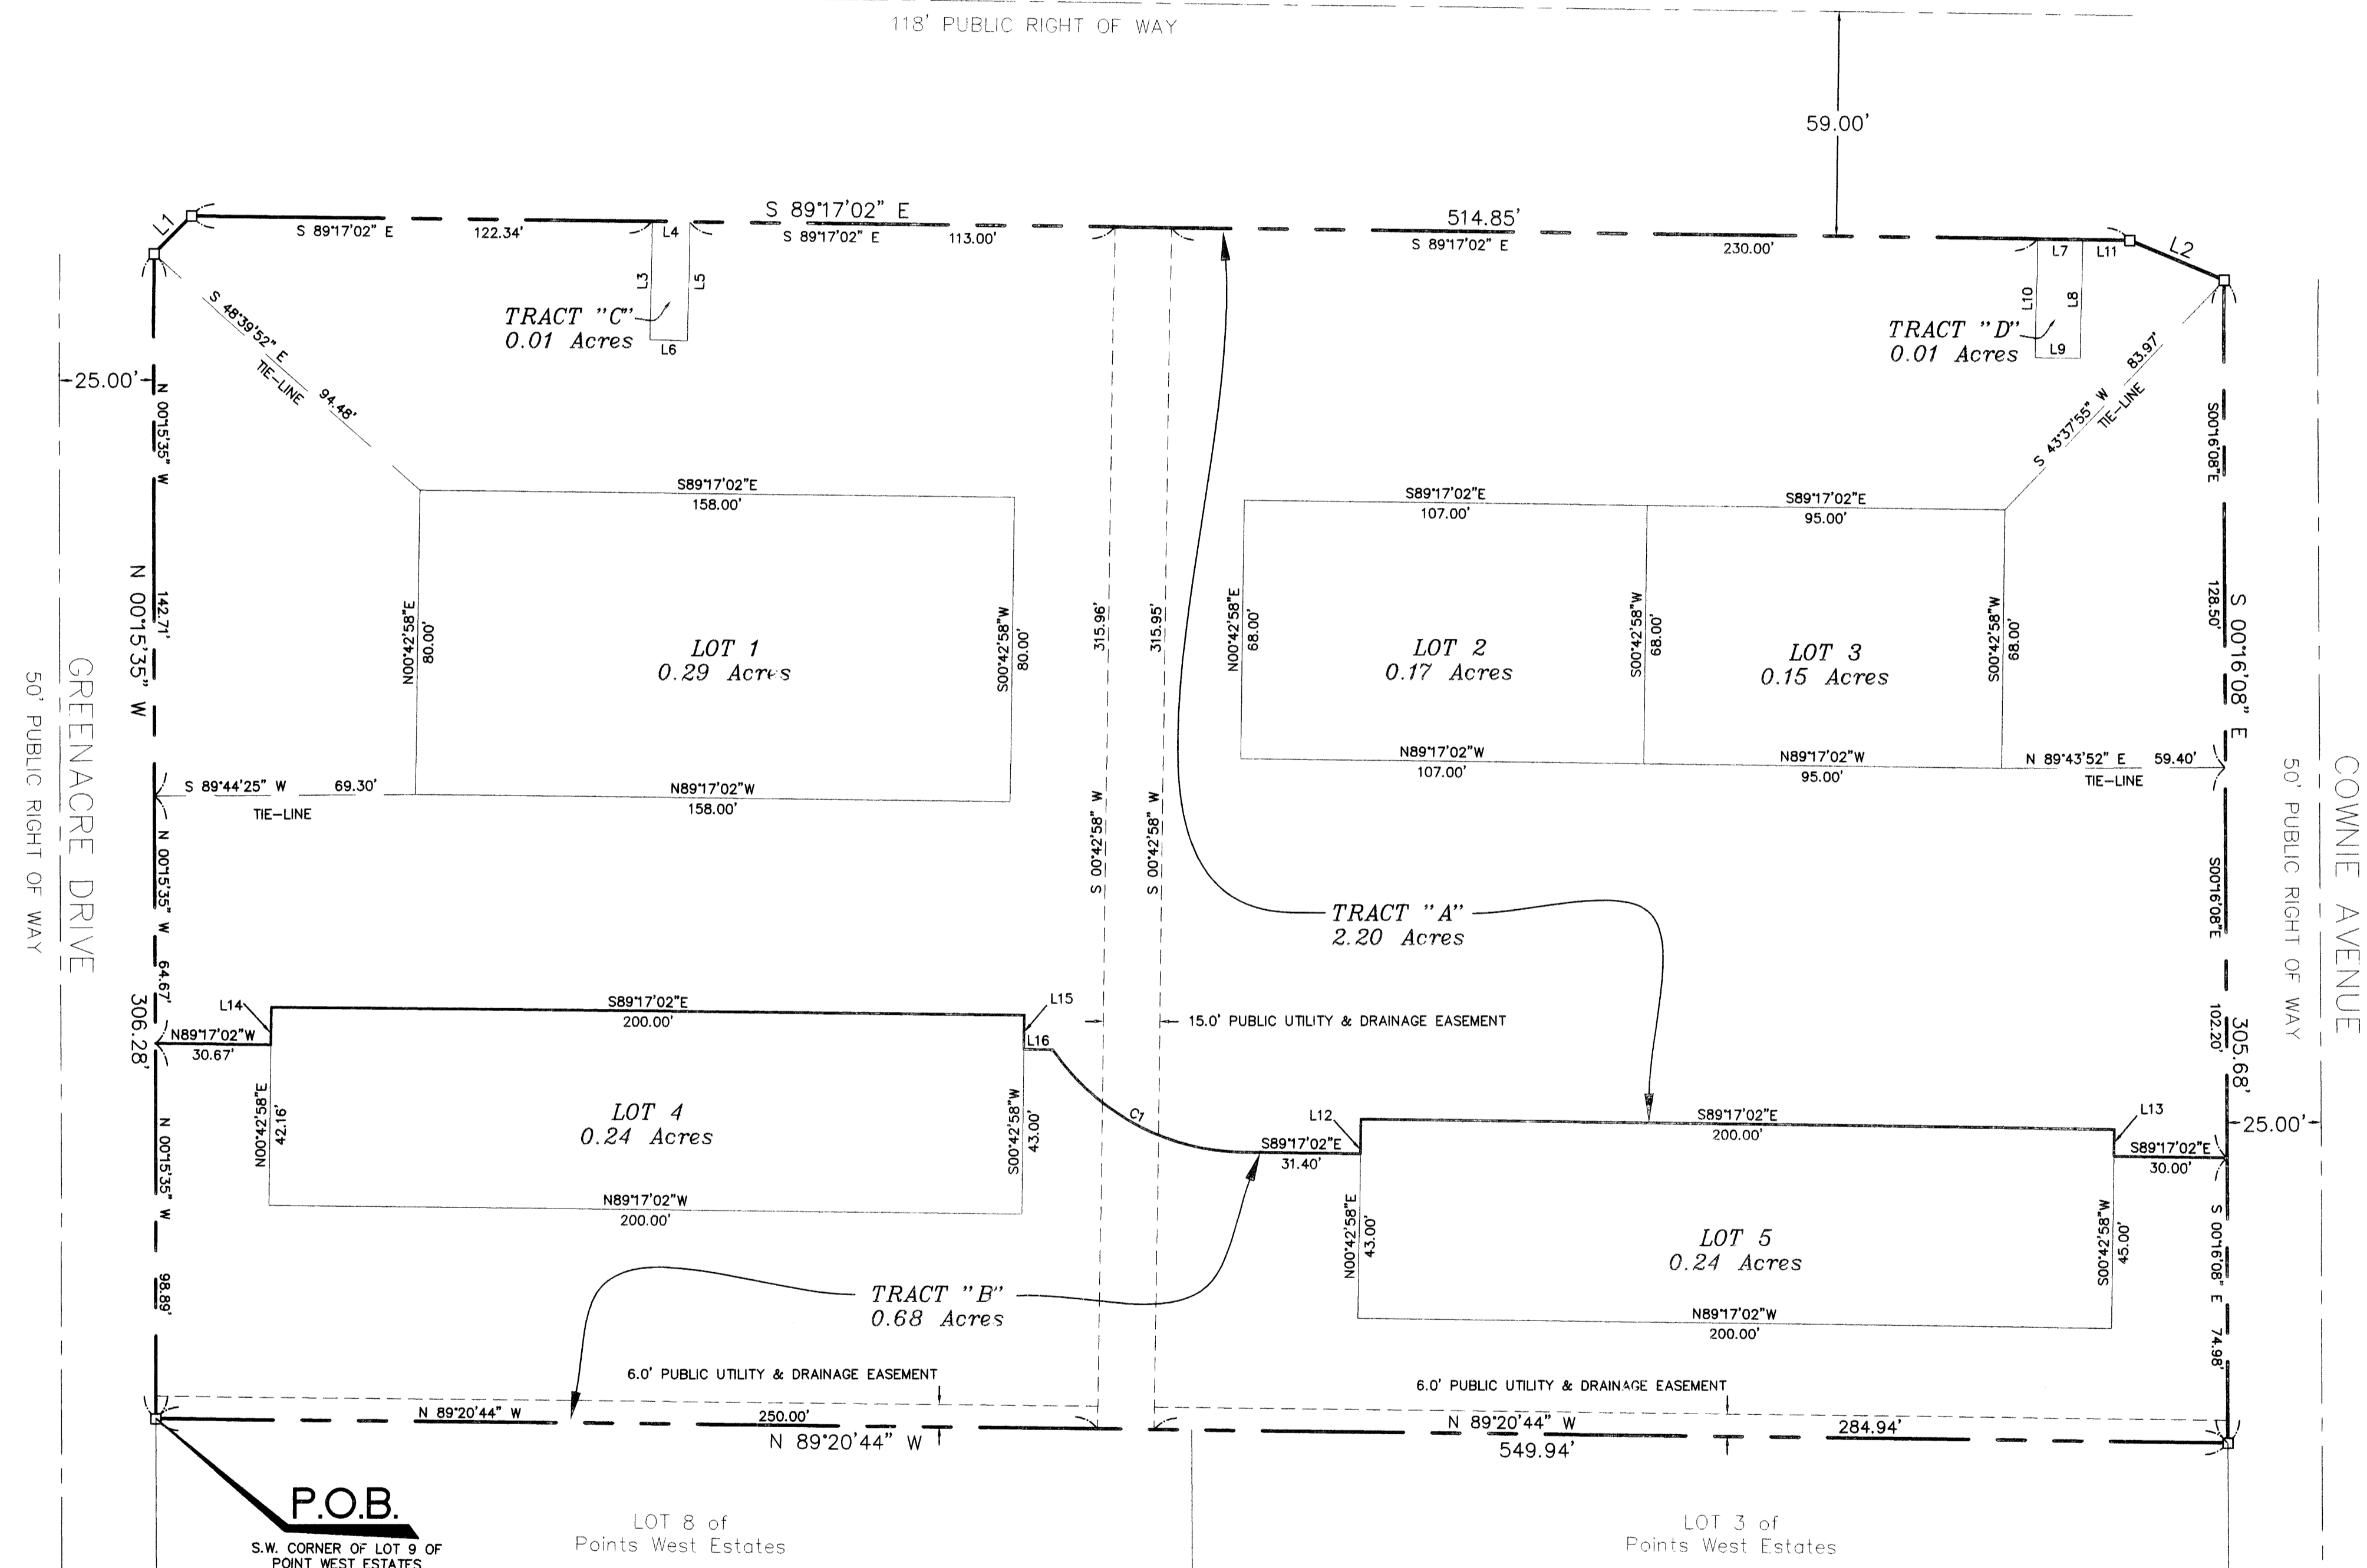 118' PUBLIC RIGHT OF WAY
59.00'
S 89°17'02" E
514.85'
L1
S 89°17'02" E 122.34'
L4
S 89°17'02" E 113.00'
S 89°17'02" E 230.00'
L7
L11
L2
L3
L5
L6
TRACT "C"
0.01 Acres
L10
L8
L9
TRACT "D"
0.01 Acres
S 48°39'52" E 94.48'
TIE-LINE
S 43°37'55" W 83.97'
TIE-LINE
25.00'
N 00°15'35" W
142.71'
N 00°15'35" W
306.28'
GREENACRE DRIVE
50' PUBLIC RIGHT OF WAY
S89°17'02"E
158.00'
N00°42'58"E
80.00'
LOT 1
0.29 Acres
S00°42'58"W
80.00'
N89°17'02"W
158.00'
S 89°44'25" W 69.30'
TIE-LINE
315.96'
S 00°42'58" W
315.95'
S 00°42'58" W
S89°17'02"E
107.00'
N00°42'58"E
68.00'
LOT 2
0.17 Acres
S00°42'58"W
68.00'
N89°17'02"W
107.00'
S89°17'02"E
95.00'
LOT 3
0.15 Acres
S00°42'58"W
68.00'
N89°17'02"W
95.00'
N 89°43'52" E 59.40'
TIE-LINE
S00°16'08"E
128.50'
S 00°16'08" E
305.68'
COWNIE AVENUE
50' PUBLIC RIGHT OF WAY
S00°16'08"E
102.20'
TRACT "A"
2.20 Acres
N 00°15'35" W
64.67'
L14
N89°17'02"W
30.67'
S89°17'02"E
200.00'
L15
L16
15.0' PUBLIC UTILITY & DRAINAGE EASEMENT
N00°42'58"E
42.16'
LOT 4
0.24 Acres
S00°42'58"W
43.00'
N89°17'02"W
200.00'
C1
L12
S89°17'02"E
31.40'
S89°17'02"E
200.00'
L13
25.00'
S89°17'02"E
30.00'
N00°42'58"E
43.00'
LOT 5
0.24 Acres
S00°42'58"W
45.00'
N89°17'02"W
200.00'
N 00°15'35" W
98.89'
S 00°16'08" E
74.98'
TRACT "B"
0.68 Acres
6.0' PUBLIC UTILITY & DRAINAGE EASEMENT
6.0' PUBLIC UTILITY & DRAINAGE EASEMENT
N 89°20'44" W 250.00'
N 89°20'44" W
N 89°20'44" W 284.94'
549.94'
P.O.B.
S.W. CORNER OF LOT 9 OF
POINT WEST ESTATES
LOT 8 of
Points West Estates
LOT 3 of
Points West Estates